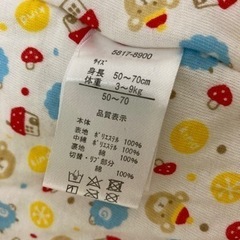 5817-8900
サイズ
身長 50~70cm
体重 3~9kg
50~70
品質表示
本体 ポリエステル 100%
綿 100%
中綿 ポリエステル 100%
裏地 綿 100%
切替・リブ部分
綿 100%